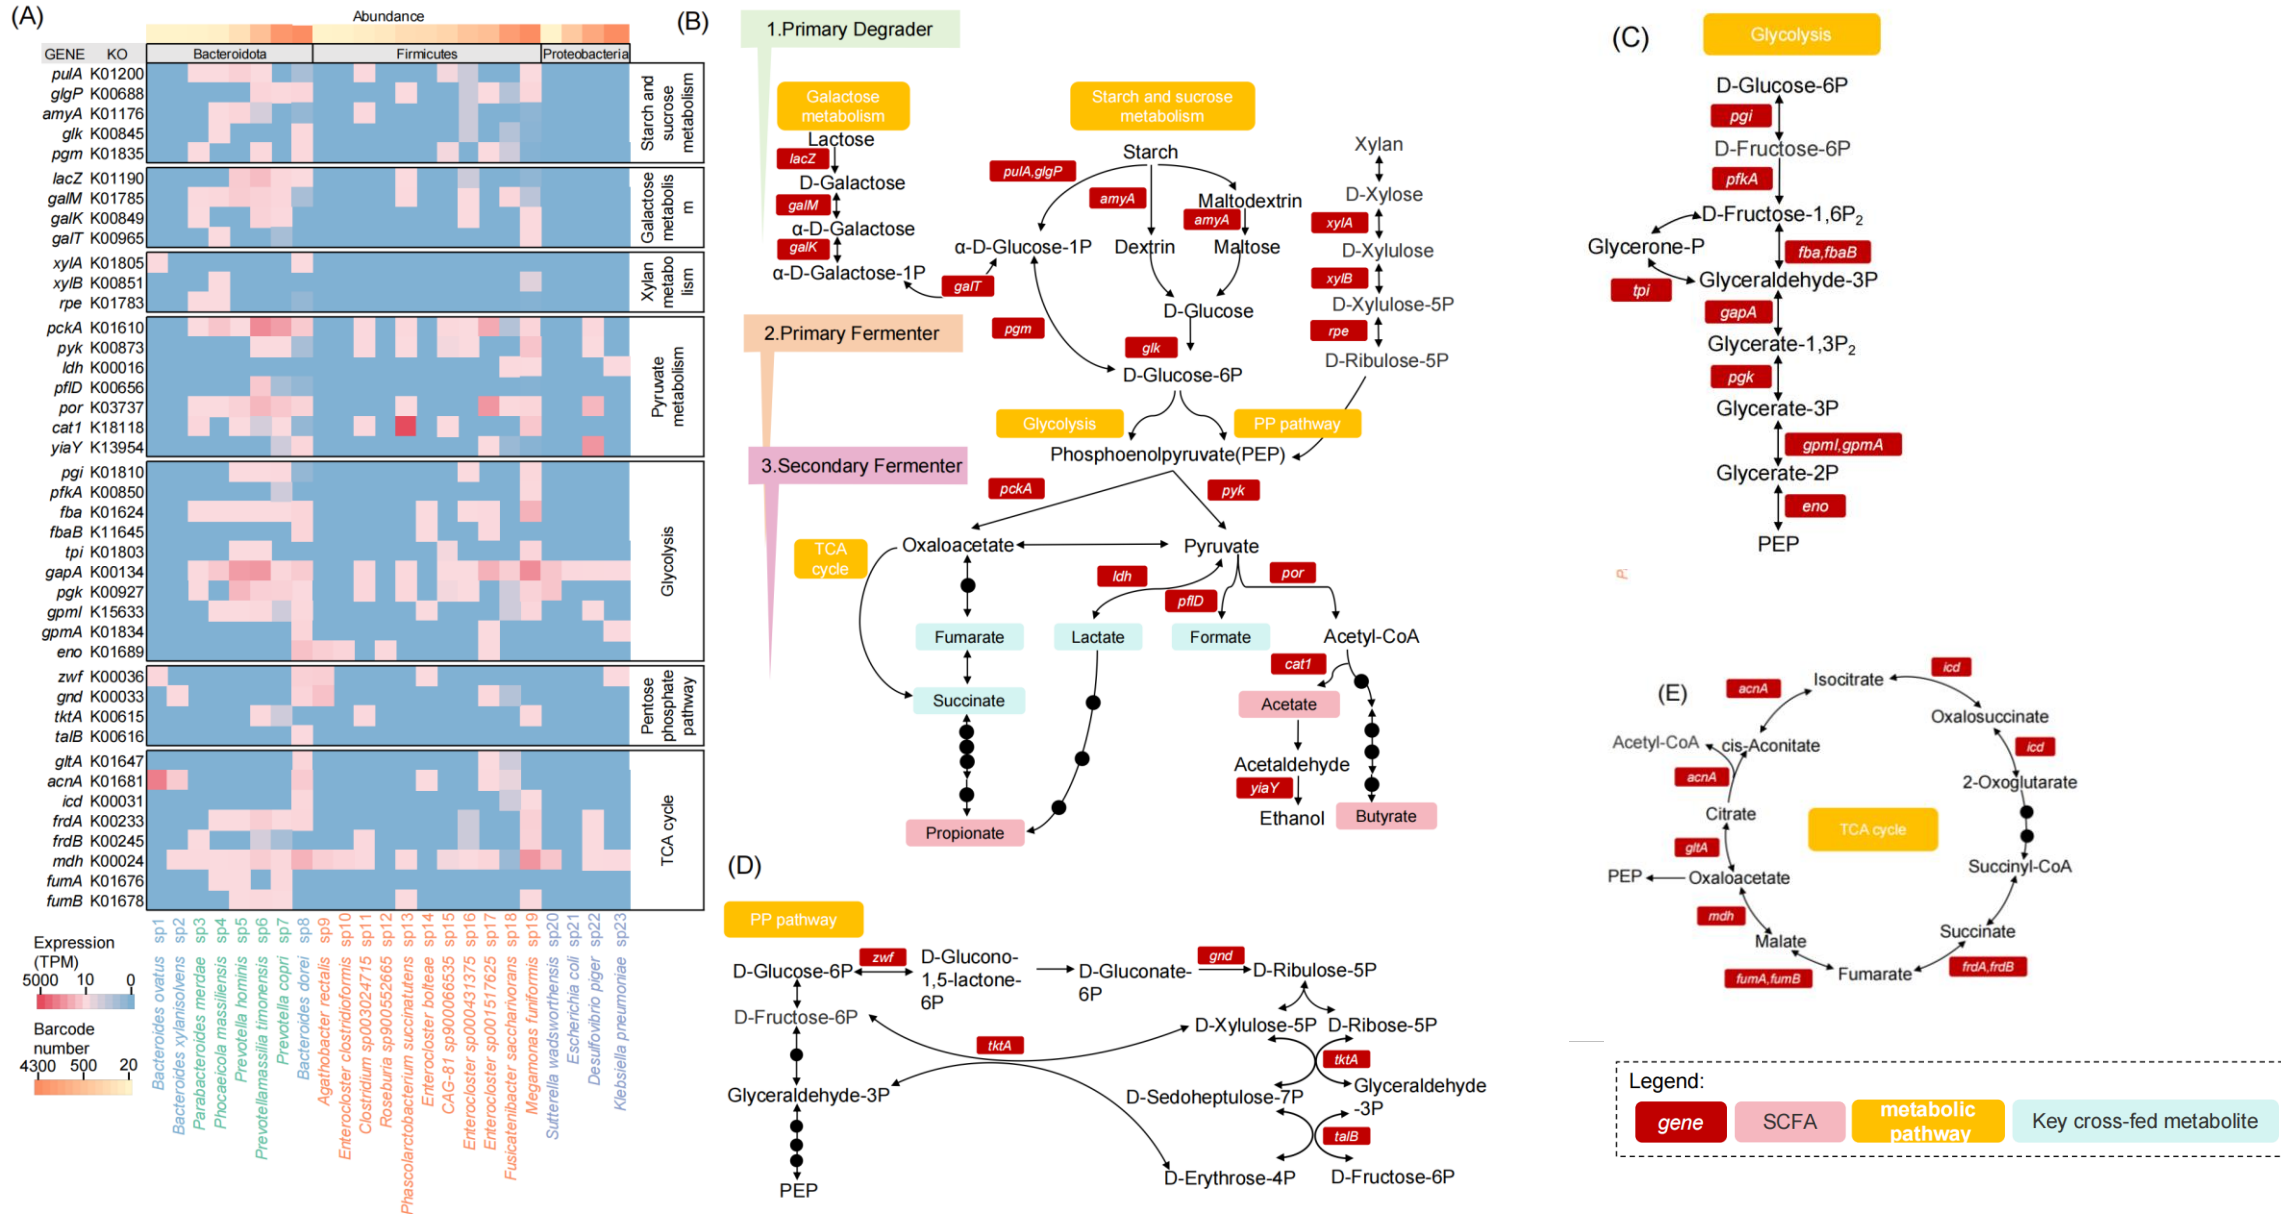 (A)
Abundance
GENE KO Bacteroidota Firmicutes Proteobacteria
pulA K01200
glgP K00688
amyA K01176
glk K00845
pgm K01835
Starch and
sucrose
metabolism
lacZ K01190
galM K01785
galK K00849
galT K00965
Galactose
metabolis
m
xylA K01805
xylB K00851
rpe K01783
Xylan
metabo
lism
pckA K01610
pyk K00873
ldh K00016
pflD K00656
por K03737
cat1 K18118
yiaY K13954
Pyruvate
metabolism
pgi K01810
pfkA K00850
fba K01624
fbaB K11645
tpi K01803
gapA K00134
pgk K00927
gpmI K15633
gpmA K01834
eno K01689
Glycolysis
zwf K00036
gnd K00033
tktA K00615
talB K00616
Pentose
phosphate
pathway
gltA K01647
acnA K01681
icd K00031
frdA K00233
frdB K00245
mdh K00024
fumA K01676
fumB K01678
TCA cycle
Expression
(TPM)
5000 10 0
Barcode
number
4300 500 20
Bacteroides ovatus sp1
Bacteroides xylanisolvens sp2
Parabacteroides merdae sp3
Phocaeicola massiliensis sp4
Prevotella hominis sp5
Prevotellamassilia timonensis sp6
Prevotella copri sp7
Bacteroides dorei sp8
Agathobacter rectalis sp9
Enterocloster clostridioformis sp10
Clostridium sp003024715 sp11
Roseburia sp900552665 sp12
Phascolarctobacterium succinatutens sp13
Enterocloster bolteae sp14
CAG-81 sp900066535 sp15
Enterocloster sp000431375 sp16
Enterocloster sp001517625 sp17
Fusicatenibacter saccharivorans sp18
Megamonas funiformis sp19
Sutterella wadsworthensis sp20
Escherichia coli sp21
Desulfovibrio piger sp22
Klebsiella pneumoniae sp23
(B)
1.Primary Degrader
Galactose
metabolism
Starch and sucrose
metabolism
Lactose
lacZ
D-Galactose
galM
α-D-Galactose
galK
α-D-Galactose-1P
galT
Starch
pulA,glgP
amyA
Maltodextrin
amyA
α-D-Glucose-1P
Dextrin
Maltose
D-Glucose
pgm
glk
D-Glucose-6P
Xylan
D-Xylose
xylA
D-Xylulose
xylB
D-Xylulose-5P
rpe
D-Ribulose-5P
2.Primary Fermenter
Glycolysis
PP pathway
Phosphoenolpyruvate(PEP)
3.Secondary Fermenter
pckA
pyk
TCA
cycle
Oxaloacetate
Pyruvate
ldh
por
pflD
Fumarate
Lactate
Formate
Acetyl-CoA
cat1
Succinate
Acetate
Acetaldehyde
yiaY
Ethanol
Propionate
Butyrate
(C)
Glycolysis
D-Glucose-6P
pgi
D-Fructose-6P
pfkA
D-Fructose-1,6P2
Glycerone-P
fba,fbaB
Glyceraldehyde-3P
tpi
gapA
Glycerate-1,3P2
pgk
Glycerate-3P
gpmI,gpmA
Glycerate-2P
eno
PEP
(D)
PP pathway
D-Glucose-6P
zwf
D-Glucono-
1,5-lactone-
6P
D-Gluconate-
6P
gnd
D-Ribulose-5P
D-Fructose-6P
D-Xylulose-5P
D-Ribose-5P
tktA
tktA
Glyceraldehyde-3P
D-Sedoheptulose-7P
Glyceraldehyde
-3P
talB
D-Erythrose-4P
D-Fructose-6P
PEP
(E)
icd
Isocitrate
acnA
Oxalosuccinate
Acetyl-CoA
cis-Aconitate
icd
acnA
2-Oxoglutarate
Citrate
TCA cycle
gltA
Succinyl-CoA
PEP
Oxaloacetate
mdh
Succinate
Malate
Fumarate
frdA,frdB
fumA,fumB
Legend:
gene
SCFA
metabolic
pathway
Key cross-fed metabolite